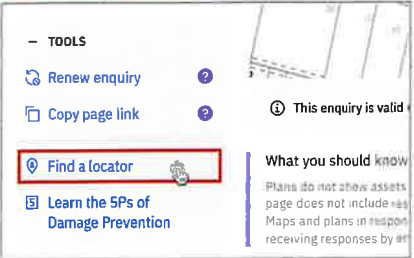 – TOOLS
Renew enquiry ?
Copy page link ?
Find a locator
5 Learn the 5Ps of
Damage Prevention
This enquiry is valid
What you should know
Plans do not show assets
page does not include
Maps and plans in
receiving responses by